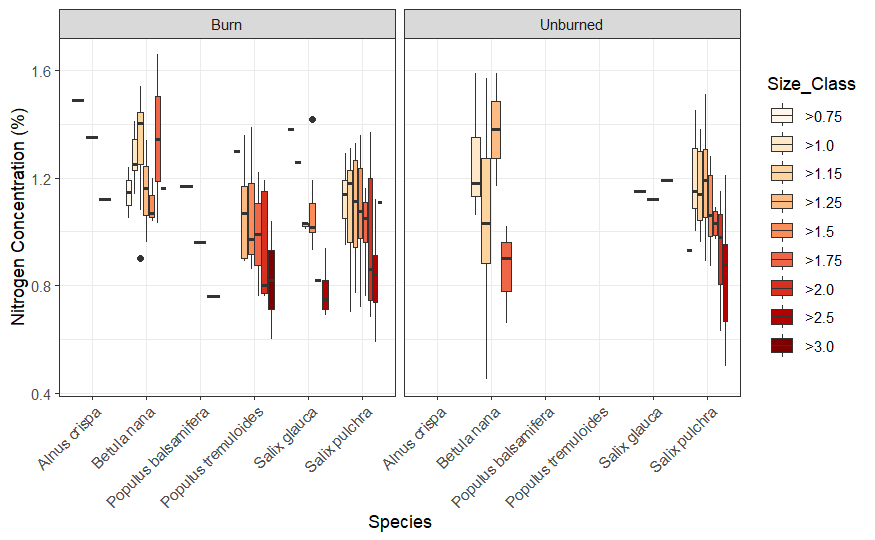 Burn
Unburned
Nitrogen Concentration (%)
1.6
1.2
0.8
0.4
Alnus crispa
Betula nana
Populus balsamifera
Populus tremuloides
Salix glauca
Salix pulchra
Alnus crispa
Betula nana
Populus balsamifera
Populus tremuloides
Salix glauca
Salix pulchra
Species
Size_Class
>0.75
>1.0
>1.15
>1.25
>1.5
>1.75
>2.0
>2.5
>3.0